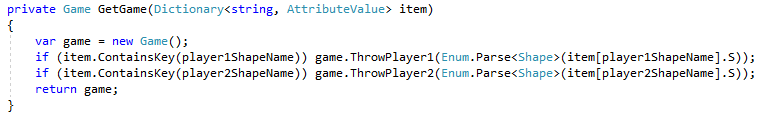 private Game GetGame(Dictionary<string, AttributeValue> item)
{
    var game = new Game();
    if (item.ContainsKey(player1ShapeName)) game.ThrowPlayer1(Enum.Parse<Shape>(item[player1ShapeName].S));
    if (item.ContainsKey(player2ShapeName)) game.ThrowPlayer2(Enum.Parse<Shape>(item[player2ShapeName].S));
    return game;
}